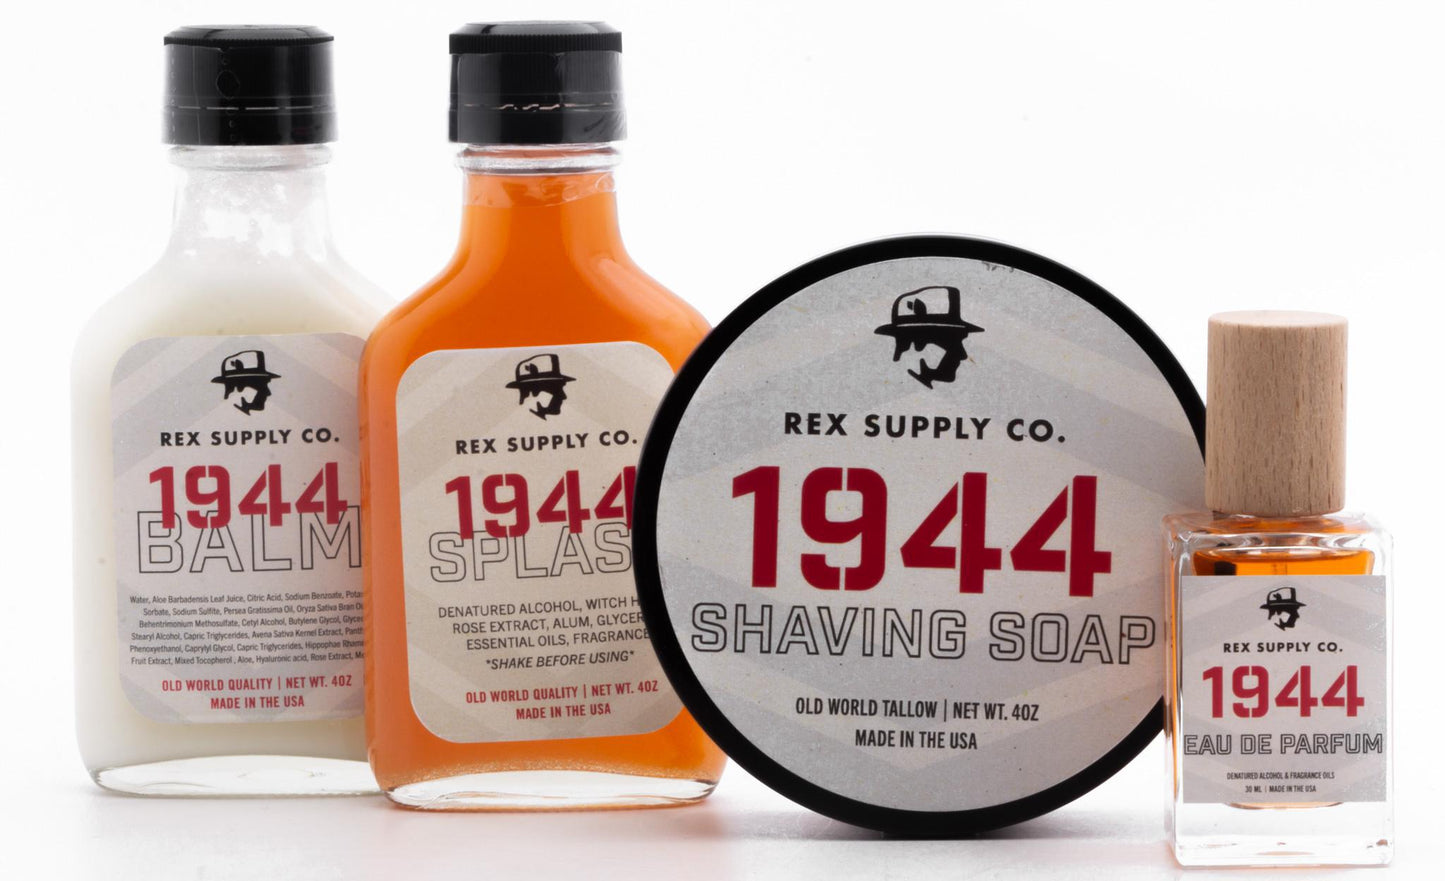 REX SUPPLY CO.
1944
BALM
Water, Aloe Barbadensis Leaf Juice, Citric Acid, Sodium Benzoate,
Sorbate, Sodium Sulfite, Persea Gratissima Oil, Oryza Sativa Bran
Behentrimonium Methosulfate, Cetyl Alcohol, Butylene Glycol,
Stearyl Alcohol, Capric Triglycerides, Avena Sativa Kernel Extract,
Phenoxyethanol, Caprylyl Glycol, Capric Triglycerides, Hippophae
Fruit Extract, Mixed Tocopherol , Aloe, Hyaluronic acid, Rose Extract,
OLD WORLD QUALITY | NET WT. 4OZ
MADE IN THE USA
REX SUPPLY CO.
1944
SPLAS
DENATURED ALCOHOL, WITCH H
ROSE EXTRACT, ALUM, GLYCER
ESSENTIAL OILS, FRAGRANCE
*SHAKE BEFORE USING*
OLD WORLD QUALITY | NET WT. 4OZ
MADE IN THE USA
REX SUPPLY CO.
1944
SHAVING SOAP
OLD WORLD TALLOW | NET WT. 4OZ
MADE IN THE USA
REX SUPPLY CO.
1944
EAU DE PARFUM
DENATURED ALCOHOL & FRAGRANCE OILS
30 ML | MADE IN THE USA